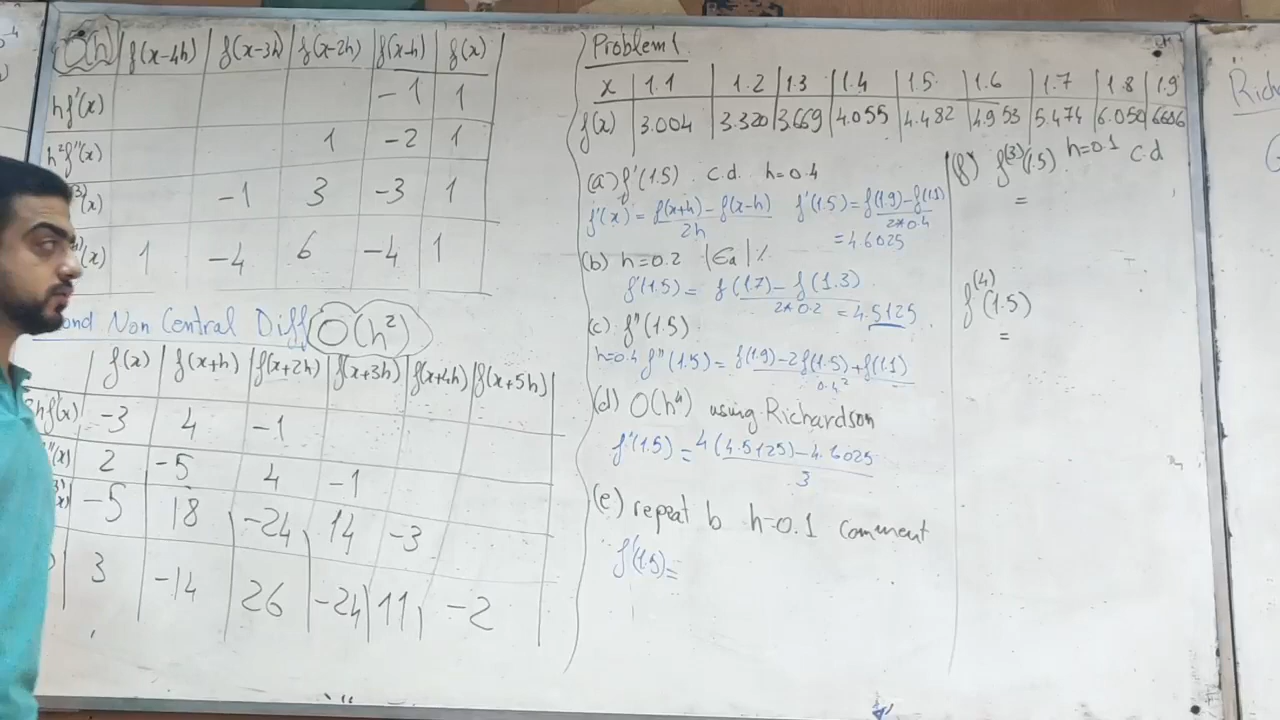 O(h) f(x-4h) f(x-3h) f(x-2h) f(x-h) f(x)
hf'(x) -1 1
h²f''(x) 1 -2 1
(x) -1 3 -3 1
(x) 1 -4 6 -4 1
ond Non Central Diff O(h²)
f(x) f(x+h) f(x+2h) f(x+3h) f(x+4h) f(x+5h)
2hf'(x) -3 4 -1
''(x) 2 -5 4 -1
-5 18 -24 14 -3
3 -14 26 -24 11 -2
Problem 1
x 1.1 1.2 1.3 1.4 1.5 1.6 1.7 1.8 1.9
f(x) 3.004 3.320 3.669 4.055 4.482 4.953 5.474 6.050 6.686
(a) f'(1.5) c.d. h=0.4
f'(x) = f(x+h)-f(x-h) / 2h f'(1.5) = f(1.9)-f(1.1) / 2*0.4
=4.6025
(b) h=0.2 |Ea| %
f'(1.5) = f(1.7)-f(1.3) / 2*0.2 = 4.5125
(c) f''(1.5)
h=0.4 f''(1.5) = f(1.9)-2f(1.5)+f(1.1) / 0.4²
(d) O(h⁴) using Richardson
f'(1.5) = 4(4.5125)-4.6025 / 3
(e) repeat b h=0.1 comment
f'(1.5)=
(f) f⁽³⁾(1.5) h=0.1 c.d
=
f⁽⁴⁾(1.5)
=
Rich